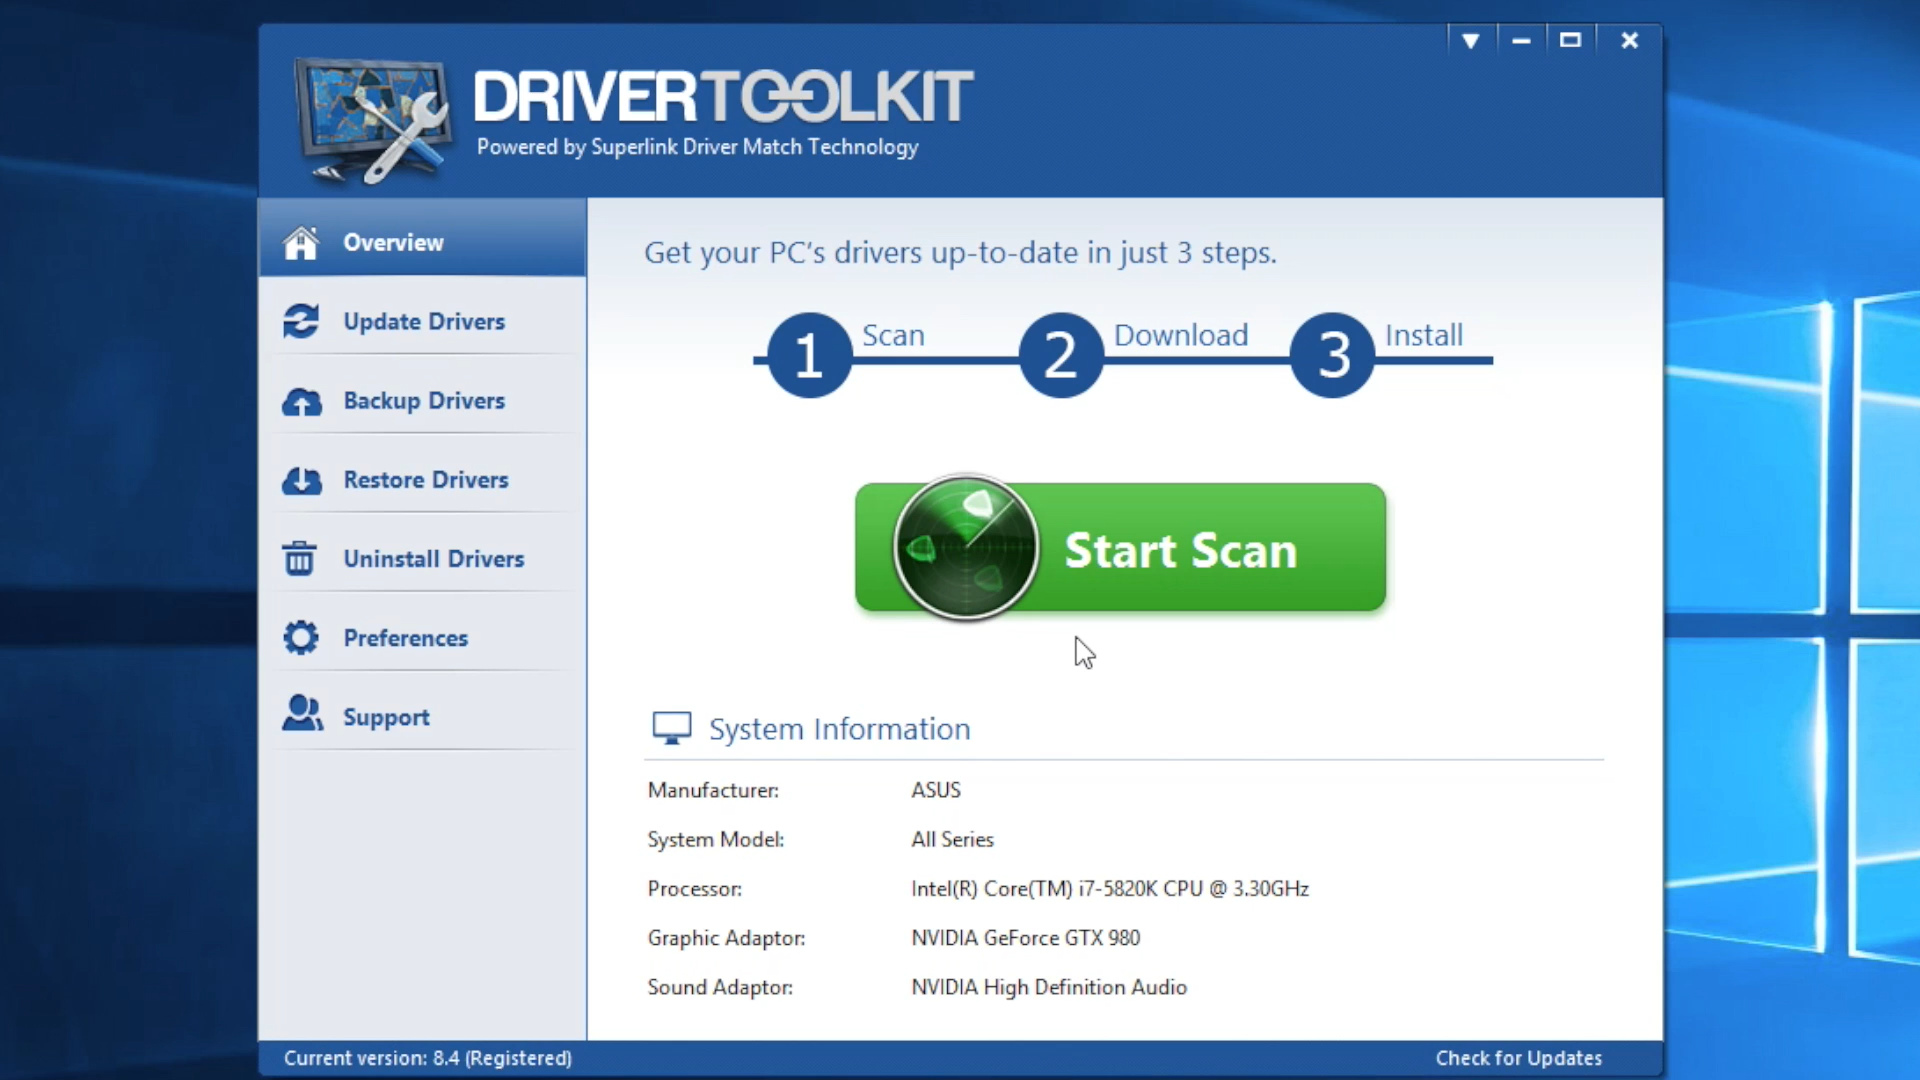 DRIVERTOOLKIT
Powered by Superlink Driver Match Technology
Overview
Update Drivers
Backup Drivers
Restore Drivers
Uninstall Drivers
Preferences
Support
Get your PC's drivers up-to-date in just 3 steps.
1 Scan 2 Download 3 Install
Start Scan
System Information
Manufacturer: ASUS
System Model: All Series
Processor: Intel(R) Core(TM) i7-5820K CPU @ 3.30GHz
Graphic Adaptor: NVIDIA GeForce GTX 980
Sound Adaptor: NVIDIA High Definition Audio
Current version: 8.4 (Registered) Check for Updates